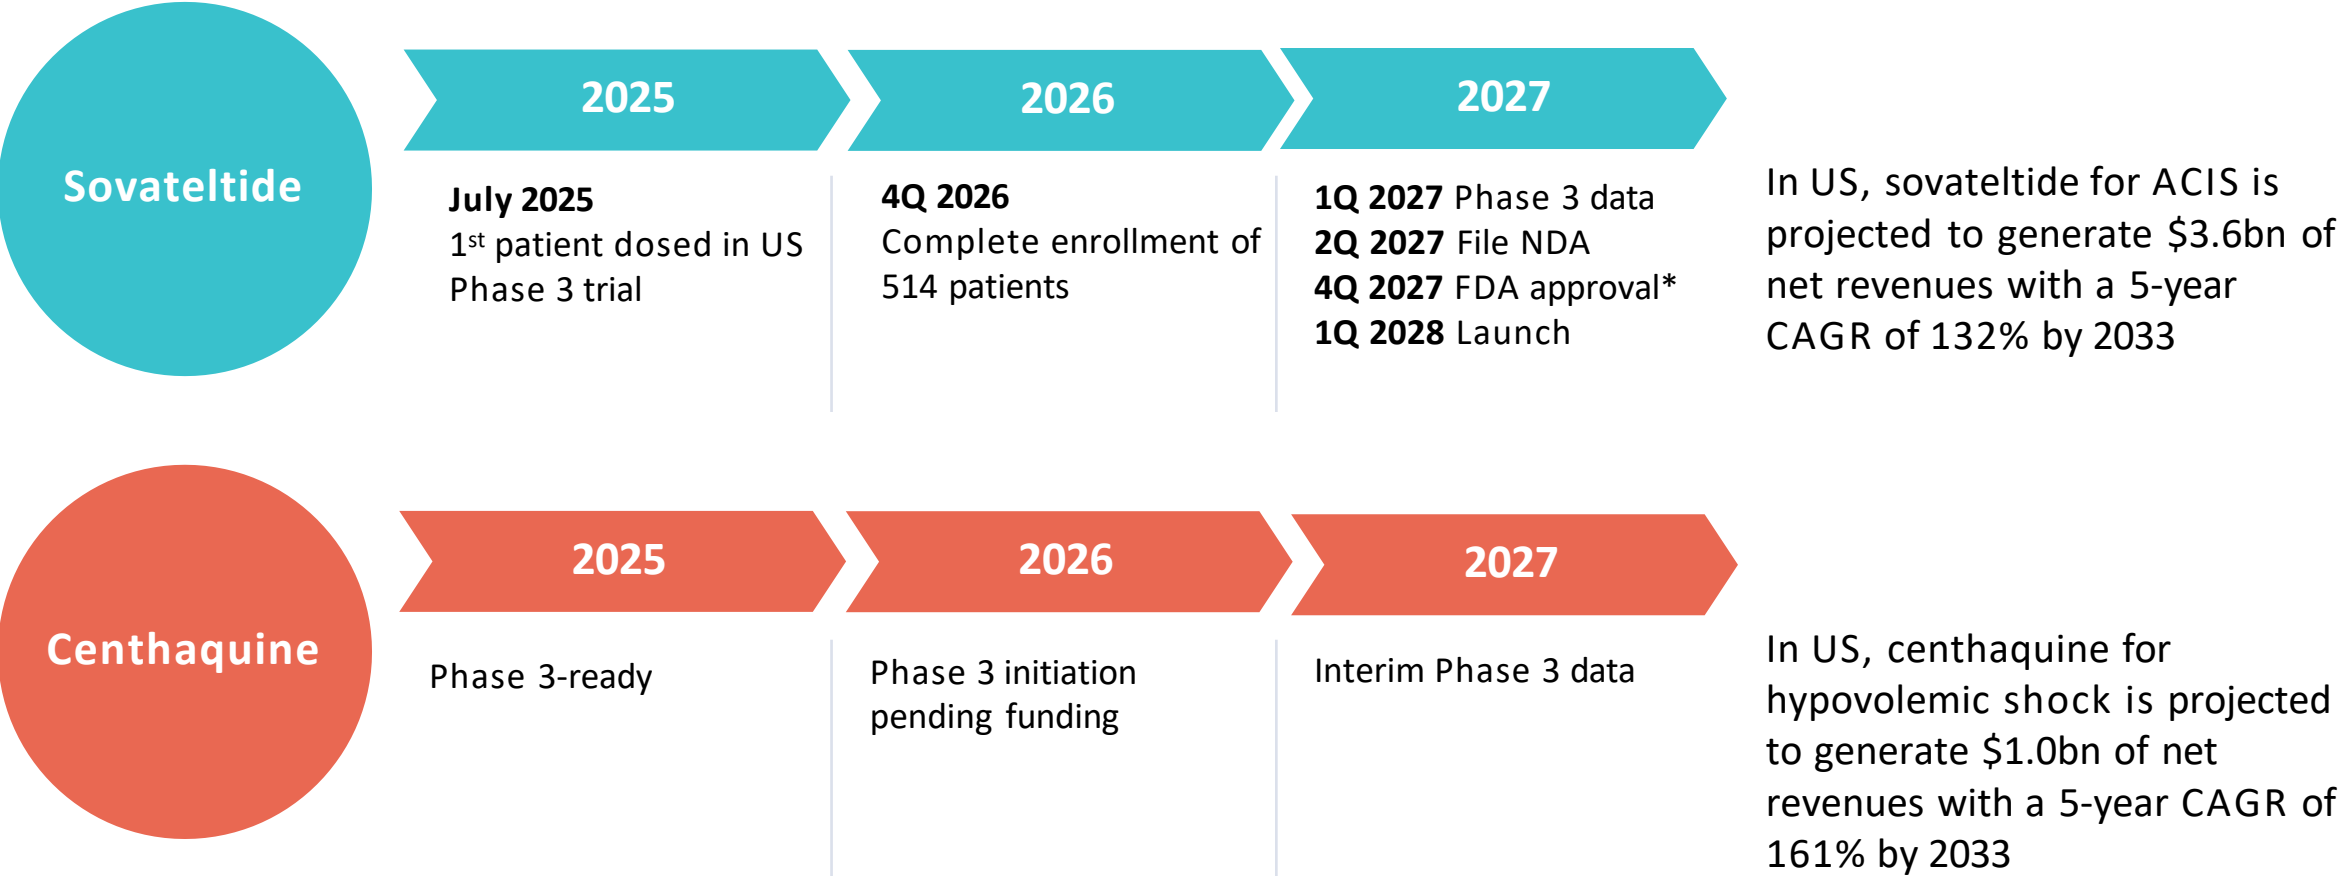 Sovateltide
2025
2026
2027
July 2025
1st patient dosed in US
Phase 3 trial
4Q 2026
Complete enrollment of
514 patients
1Q 2027 Phase 3 data
2Q 2027 File NDA
4Q 2027 FDA approval*
1Q 2028 Launch
In US, sovateltide for ACIS is
projected to generate $3.6bn of
net revenues with a 5-year
CAGR of 132% by 2033
Centhaquine
2025
2026
2027
Phase 3-ready
Phase 3 initiation
pending funding
Interim Phase 3 data
In US, centhaquine for
hypovolemic shock is projected
to generate $1.0bn of net
revenues with a 5-year CAGR of
161% by 2033